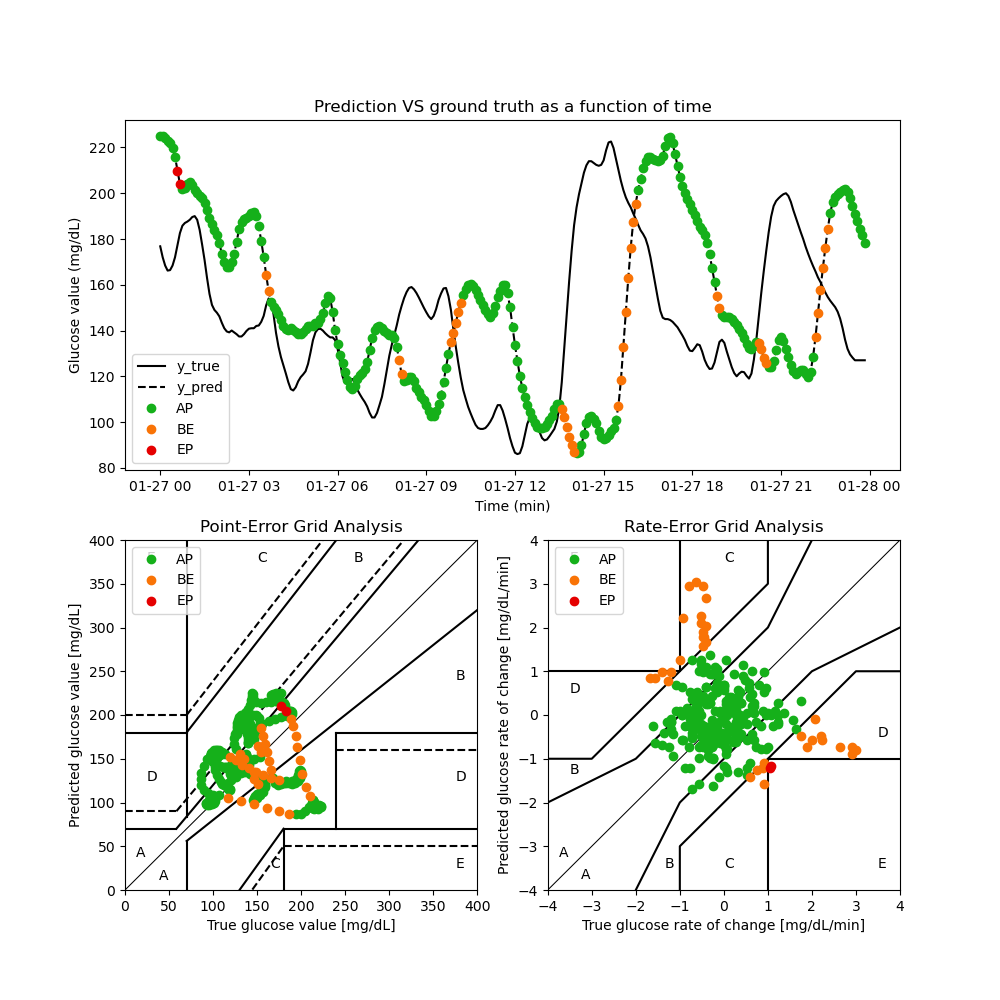 Prediction VS ground truth as a function of time
Glucose value (mg/dL)
220
200
180
160
140
120
100
80
y_true
y_pred
AP
BE
EP
01-27 00 01-27 03 01-27 06 01-27 09 01-27 12 01-27 15 01-27 18 01-27 21 01-28 00
Time (min)
Point-Error Grid Analysis
Predicted glucose value [mg/dL]
400
350
300
250
200
150
100
50
0
AP
BE
EP
C B
B
D D
A
A C E
0 50 100 150 200 250 300 350 400
True glucose value [mg/dL]
Rate-Error Grid Analysis
Predicted glucose rate of change [mg/dL/min]
4
3
2
1
0
−1
−2
−3
−4
AP
BE
EP
C
D
D
B
A
A B C E
−4 −3 −2 −1 0 1 2 3 4
True glucose rate of change [mg/dL/min]